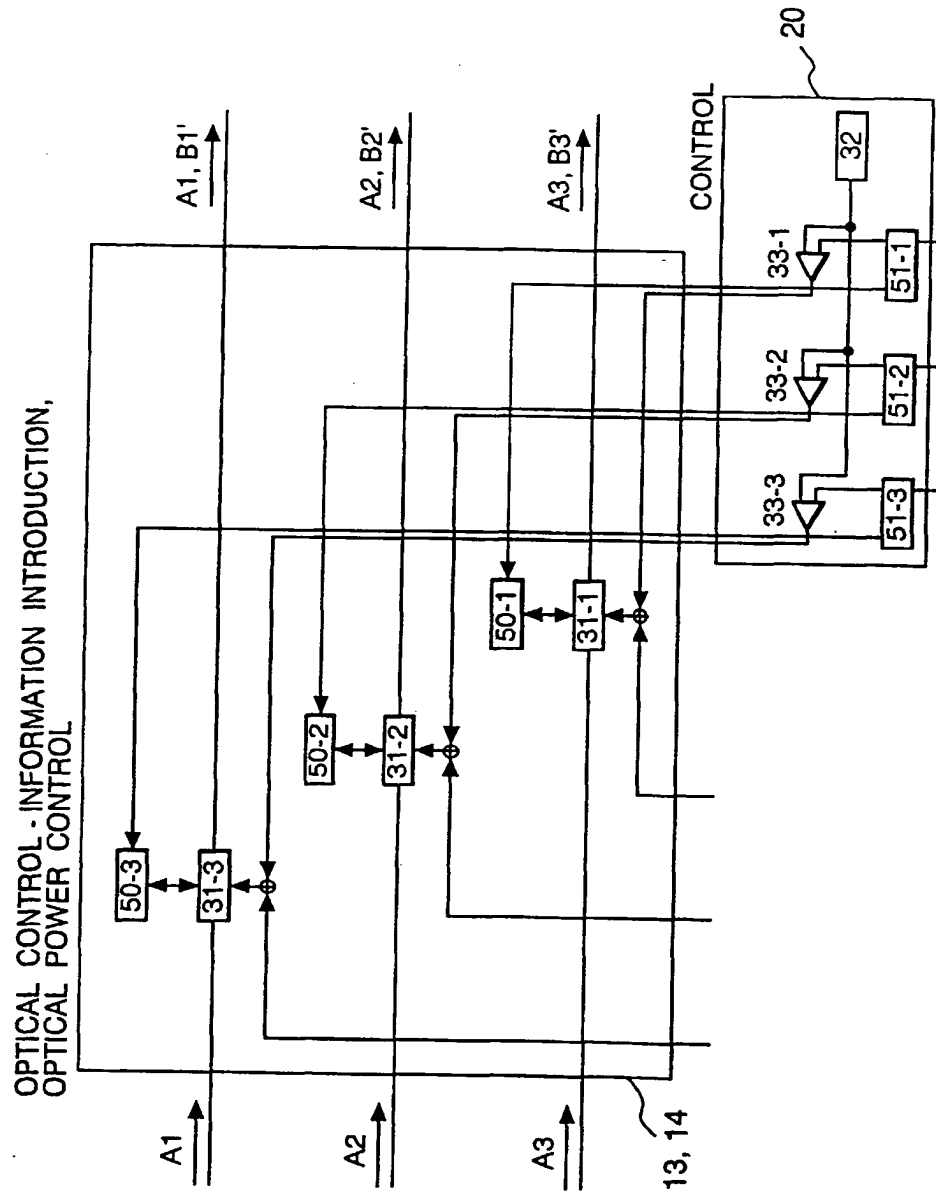 OPTICAL CONTROL - INFORMATION INTRODUCTION,
OPTICAL POWER CONTROL
A1
A1, B1'
50-3
31-3
A2
A2, B2'
50-2
31-2
A3
A3, B3'
50-1
31-1
13, 14
CONTROL
20
33-3
33-2
33-1
32
51-3
51-2
51-1